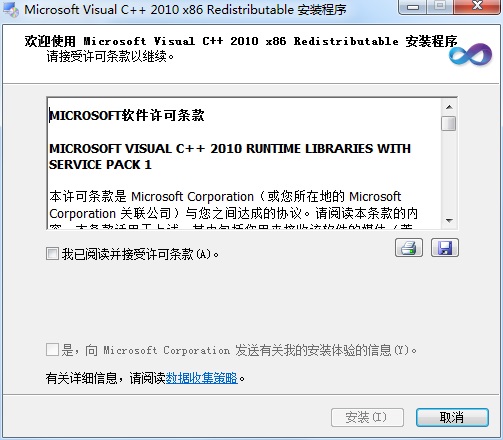 Microsoft Visual C++ 2010 x86 Redistributable 安装程序
欢迎使用 Microsoft Visual C++ 2010 x86 Redistributable 安装程序
请接受许可条款以继续。
MICROSOFT软件许可条款
MICROSOFT VISUAL C++ 2010 RUNTIME LIBRARIES WITH
SERVICE PACK 1
本许可条款是 Microsoft Corporation（或您所在地的 Microsoft
Corporation 关联公司）与您之间达成的协议。请阅读本条款的内
我已阅读并接受许可条款(A)。
是，向 Microsoft Corporation 发送有关我的安装体验的信息(Y)。
有关详细信息，请阅读数据收集策略。
安装(I)
取消